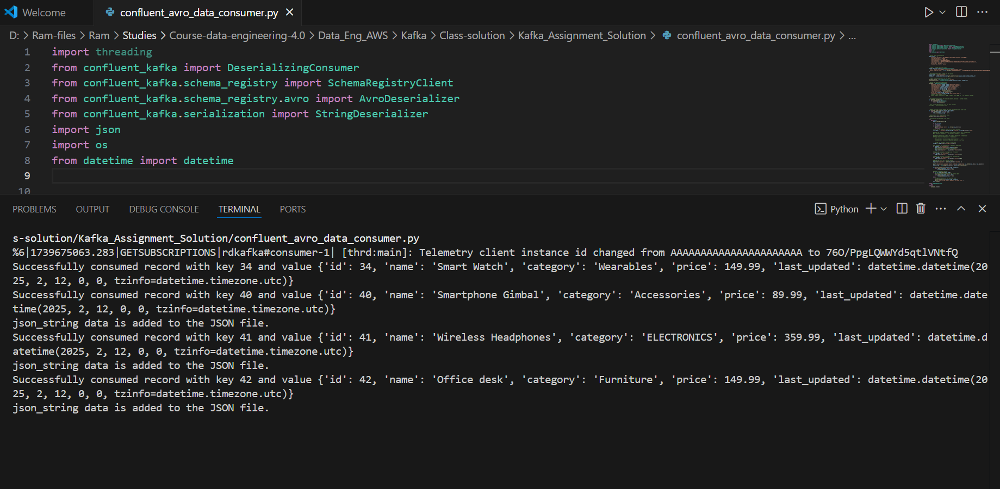 Welcome
confluent_avro_data_consumer.py
D: > Ram-files > Ram > Studies > Course-data-engineering-4.0 > Data_Eng_AWS > Kafka > Class-solution > Kafka_Assignment_Solution > confluent_avro_data_consumer.py > ...
1 import threading
2 from confluent_kafka import DeserializingConsumer
3 from confluent_kafka.schema_registry import SchemaRegistryClient
4 from confluent_kafka.schema_registry.avro import AvroDeserializer
5 from confluent_kafka.serialization import StringDeserializer
6 import json
7 import os
8 from datetime import datetime
9
10
PROBLEMS OUTPUT DEBUG CONSOLE TERMINAL PORTS
Python
s-solution/Kafka_Assignment_Solution/confluent_avro_data_consumer.py
%6|1739675063.283|GETSUBSCRIPTIONS|rdkafka#consumer-1| [thrd:main]: Telemetry client instance id changed from AAAAAAAAAAAAAAAAAAAAAA to 76O/PpgLQWWYd5qtlVNtfQ
Successfully consumed record with key 34 and value {'id': 34, 'name': 'Smart Watch', 'category': 'Wearables', 'price': 149.99, 'last_updated': datetime.datetime(20
25, 2, 12, 0, 0, tzinfo=datetime.timezone.utc)}
Successfully consumed record with key 40 and value {'id': 40, 'name': 'Smartphone Gimbal', 'category': 'Accessories', 'price': 89.99, 'last_updated': datetime.date
time(2025, 2, 12, 0, 0, tzinfo=datetime.timezone.utc)}
json_string data is added to the JSON file.
Successfully consumed record with key 41 and value {'id': 41, 'name': 'Wireless Headphones', 'category': 'ELECTRONICS', 'price': 359.99, 'last_updated': datetime.d
atetime(2025, 2, 12, 0, 0, tzinfo=datetime.timezone.utc)}
json_string data is added to the JSON file.
Successfully consumed record with key 42 and value {'id': 42, 'name': 'Office desk', 'category': 'Furniture', 'price': 149.99, 'last_updated': datetime.datetime(20
25, 2, 12, 0, 0, tzinfo=datetime.timezone.utc)}
json_string data is added to the JSON file.